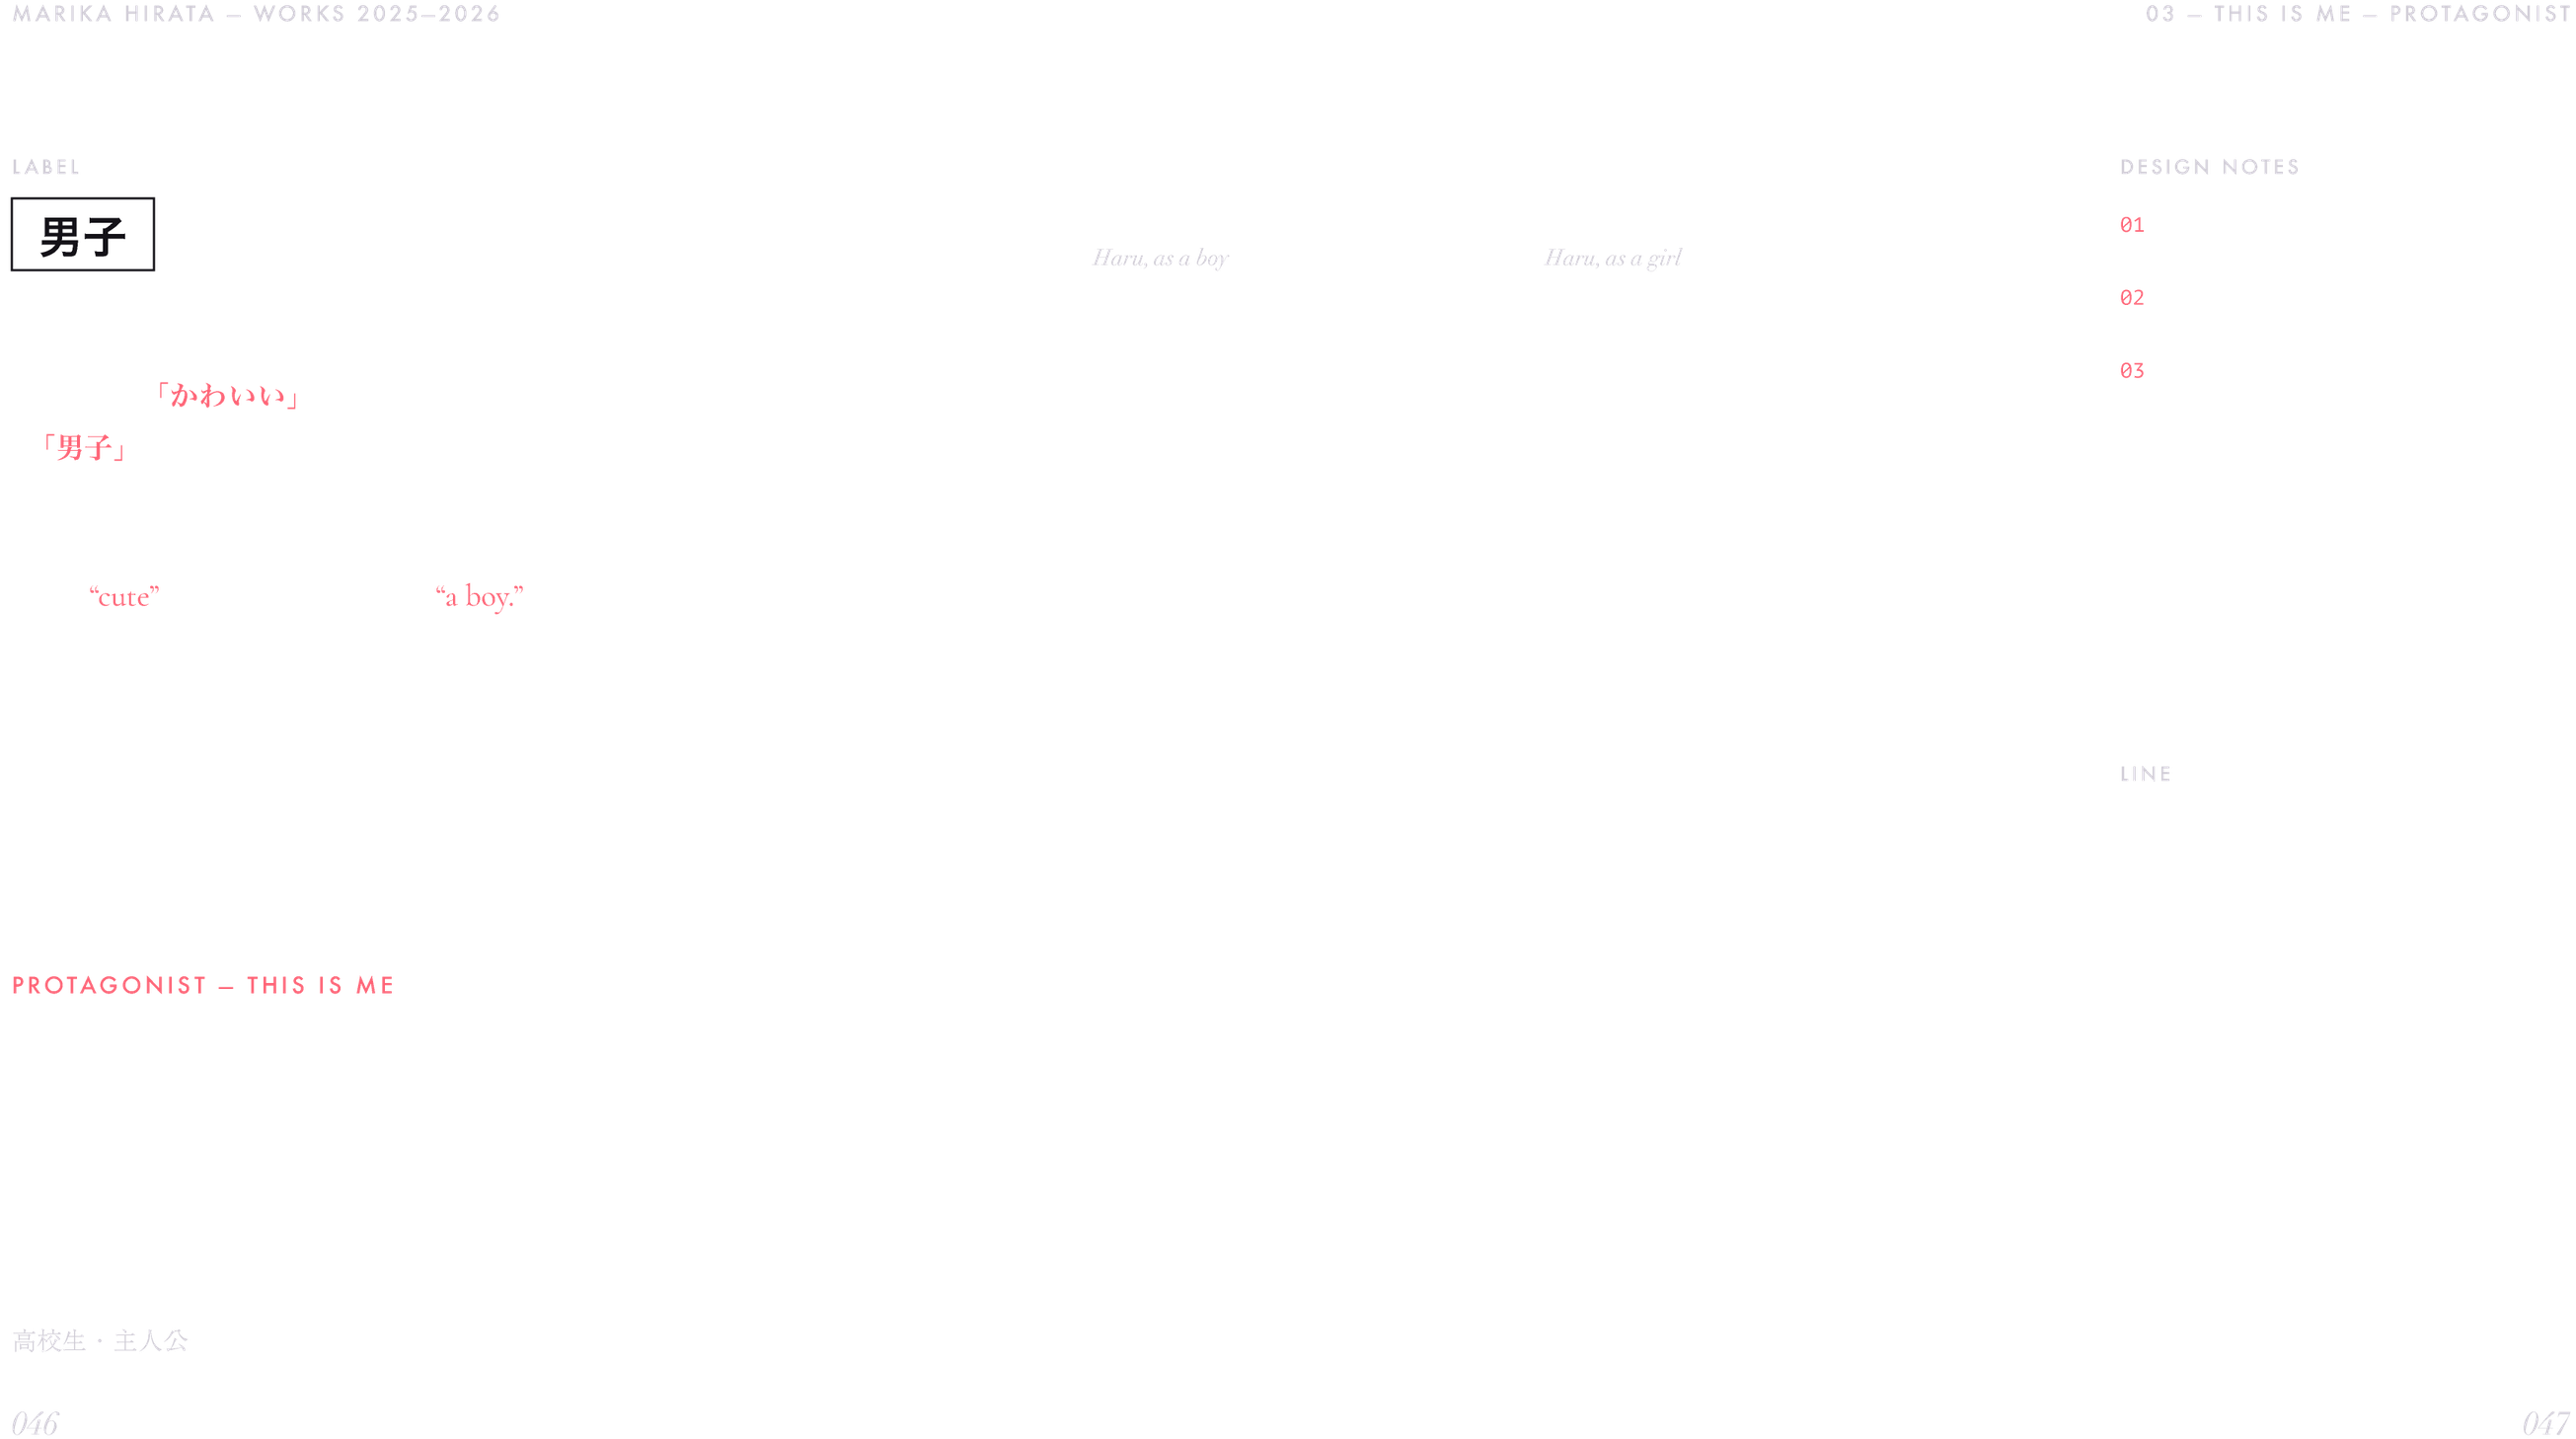 MARIKA HIRATA — WORKS 2025—2026
03 — THIS IS ME — PROTAGONIST
LABEL
男子
「かわいい」
「男子」
“cute” “a boy.”
PROTAGONIST — THIS IS ME
高校生・主人公
046
Haru, as a boy
Haru, as a girl
DESIGN NOTES
01
02
03
LINE
047